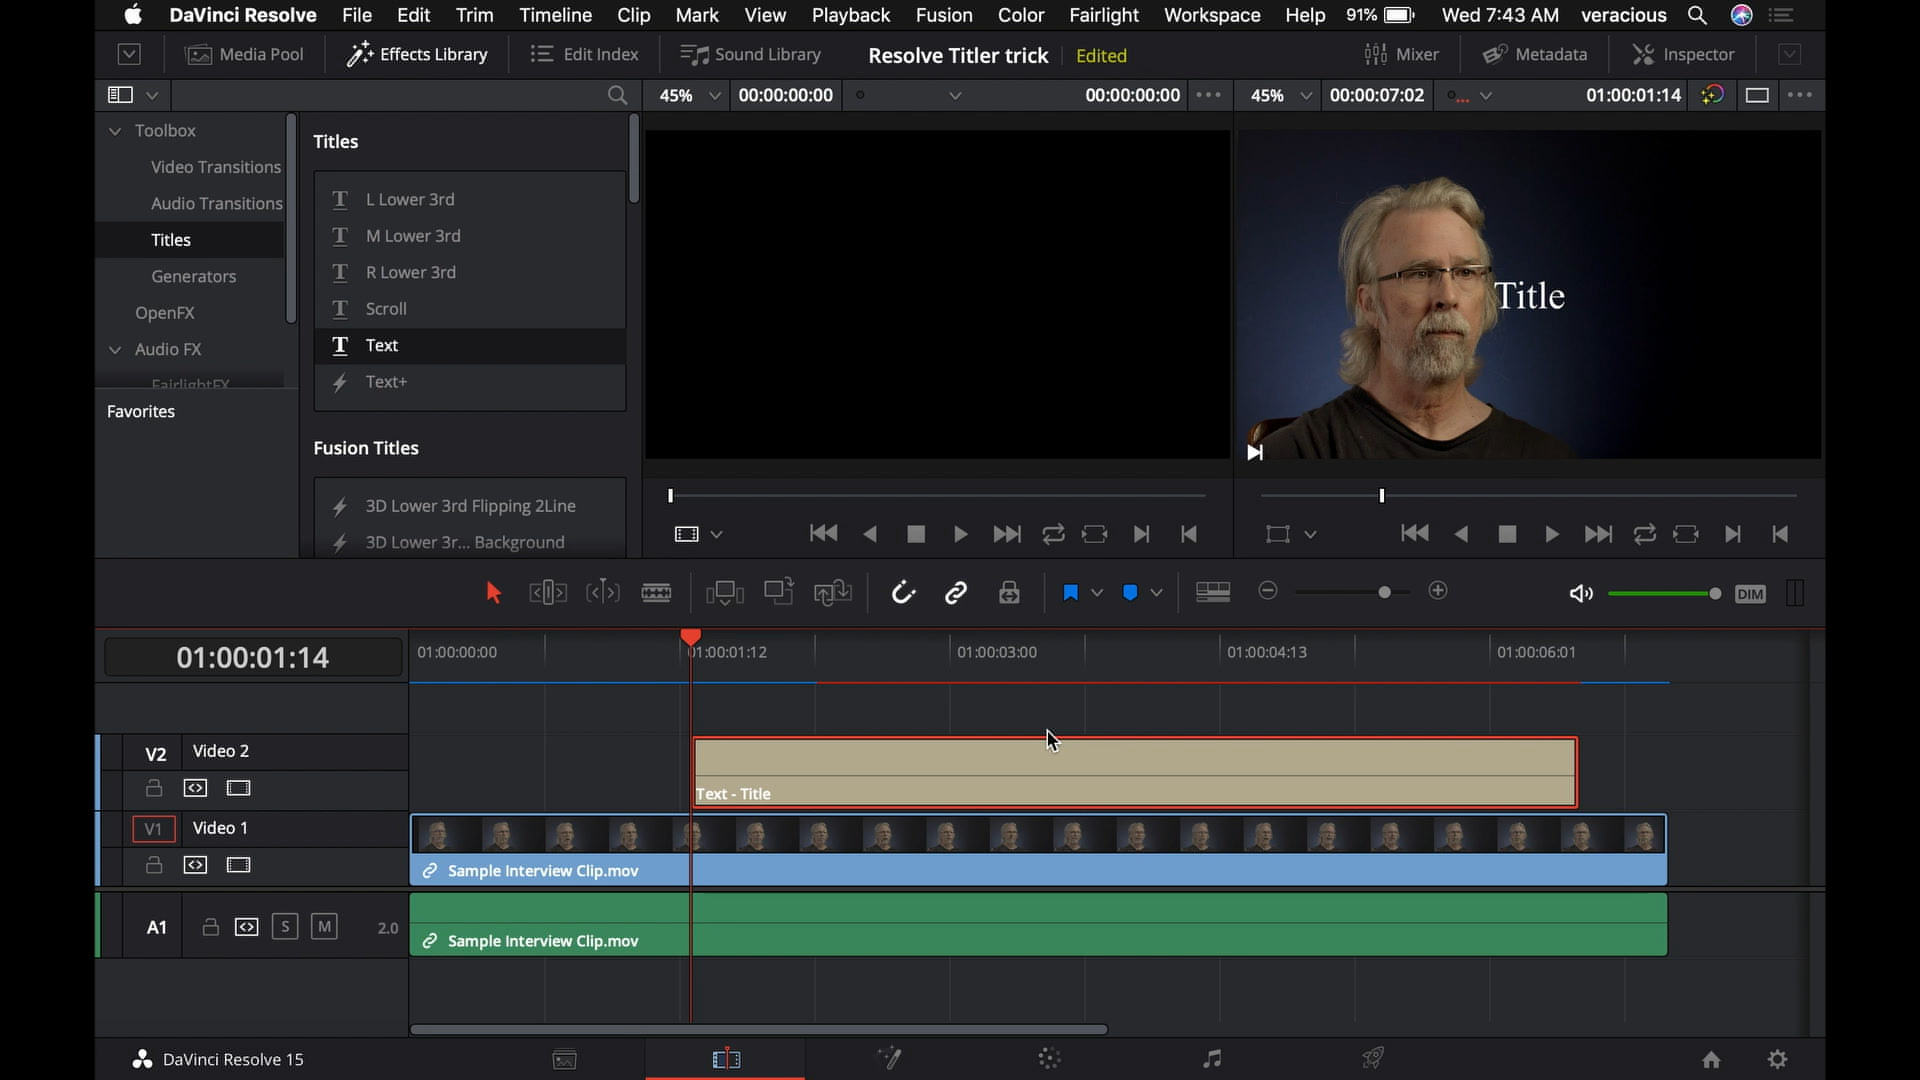 DaVinci Resolve File Edit Trim Timeline Clip Mark View Playback Fusion Color Fairlight Workspace Help 91% Wed 7:43 AM veracious
Media Pool Effects Library Edit Index Sound Library Resolve Titler trick Edited Mixer Metadata Inspector
45% 00:00:00:00 00:00:00:00 45% 00:00:07:02 01:00:01:14
Toolbox
Video Transitions
Audio Transitions
Titles
Generators
OpenFX
Audio FX
FairlightFX
Favorites
Titles
L Lower 3rd
M Lower 3rd
R Lower 3rd
Scroll
Text
Text+
Fusion Titles
3D Lower 3rd Flipping 2Line
3D Lower 3r... Background
Title
DIM
01:00:01:14
01:00:00:00 01:00:01:12 01:00:03:00 01:00:04:13 01:00:06:01
V2 Video 2
Text - Title
V1 Video 1
Sample Interview Clip.mov
A1 S M 2.0
Sample Interview Clip.mov
DaVinci Resolve 15